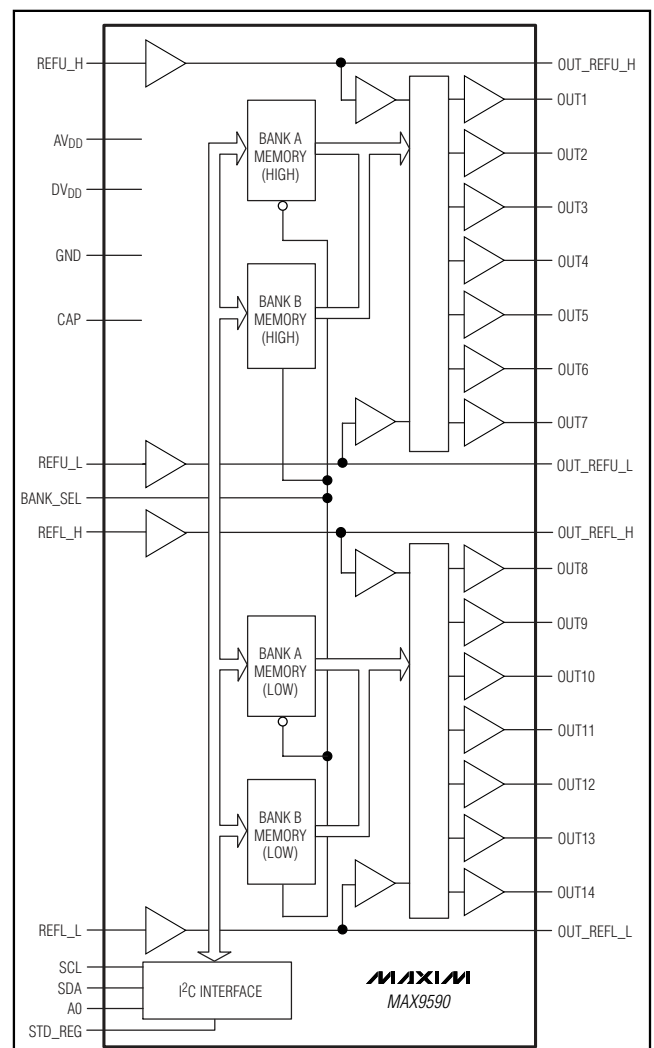 REFU_H
OUT_REFU_H
OUT1
BANK A
MEMORY
(HIGH)
AVDD
OUT2
DVDD
OUT3
GND
OUT4
BANK B
MEMORY
(HIGH)
CAP
OUT5
OUT6
OUT7
REFU_L
OUT_REFU_L
BANK_SEL
REFL_H
OUT_REFL_H
OUT8
OUT9
BANK A
MEMORY
(LOW)
OUT10
OUT11
OUT12
BANK B
MEMORY
(LOW)
OUT13
OUT14
REFL_L
OUT_REFL_L
SCL
SDA
A0
STD_REG
I2C INTERFACE
MAXIM
MAX9590